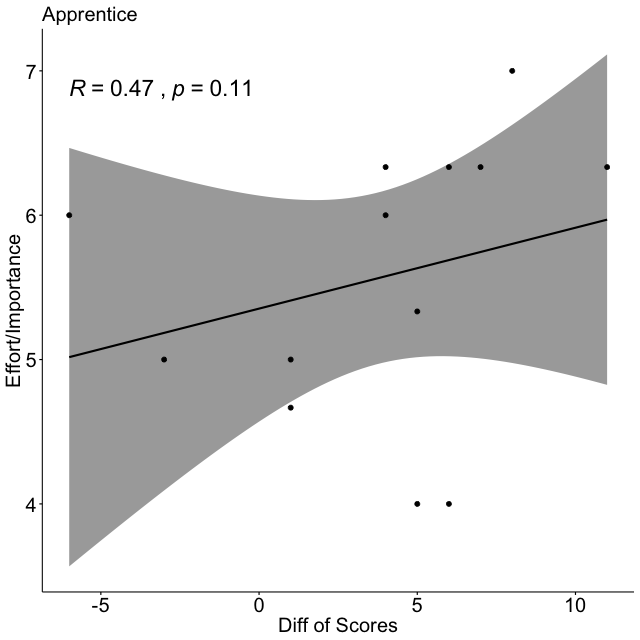 Apprentice
R = 0.47 , p = 0.11
7
6
5
4
Effort/Importance
-5 0 5 10
Diff of Scores